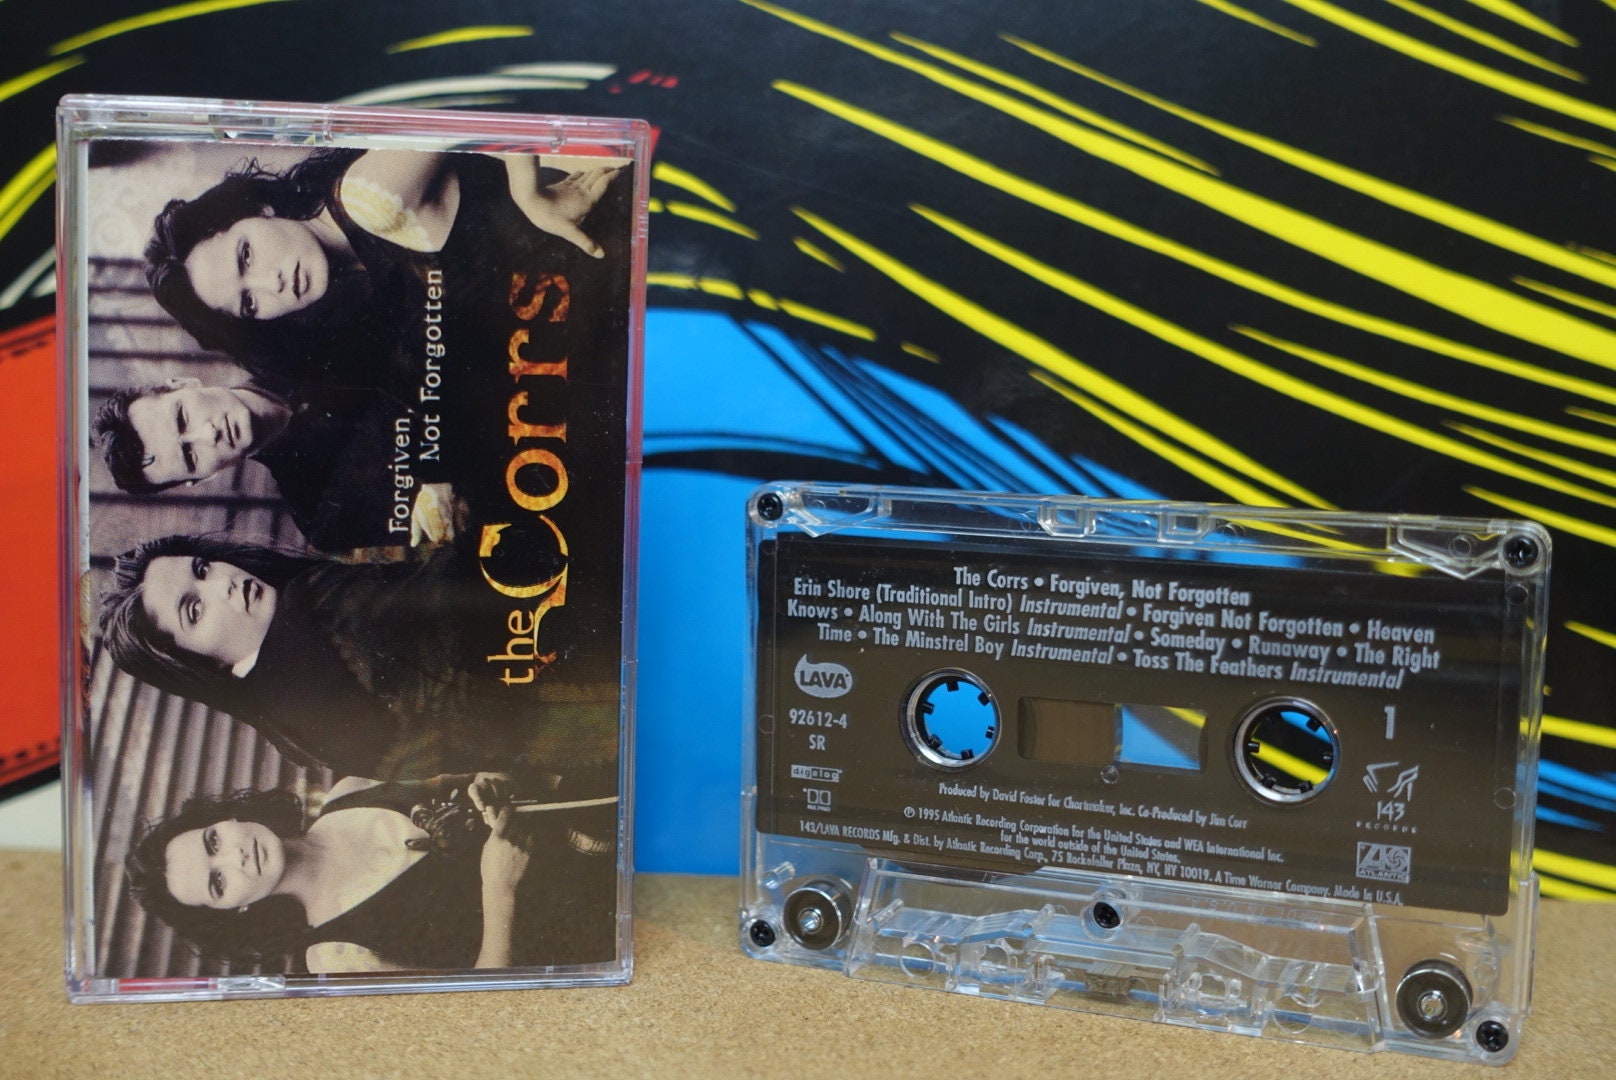 Forgiven,
Not Forgotten
the Corrs
The Corrs • Forgiven, Not Forgotten
Erin Shore (Traditional Intro) Instrumental • Forgiven Not Forgotten • Heaven
Knows • Along With The Girls Instrumental • Someday • Runaway • The Right
Time • The Minstrel Boy Instrumental • Toss The Feathers Instrumental
LAVA
92612-4
SR
1
digalog
143
RECORDS
Produced by David Foster for Chartmaker, Inc. Co-Produced by Jim Corr
℗ 1995 Atlantic Recording Corporation for the United States and WEA International Inc.
for the world outside of the United States.
143/LAVA RECORDS Mfg. & Dist. by Atlantic Recording Corp., 75 Rockefeller Plaza, NY, NY 10019. A Time Warner Company. Made in U.S.A.
ATLANTIC